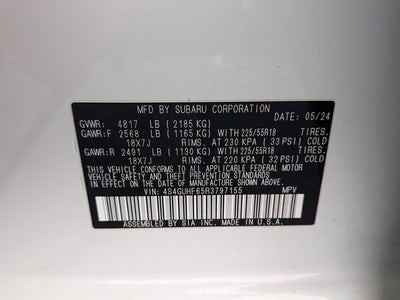 MFD BY SUBARU CORPORATION
DATE: 05/24
GVWR: 4817 LB ( 2185 KG)
GAWR:F 2568 LB ( 1165 KG) WITH 225/55R18 TIRES.
18X7J RIMS. AT 230 KPA ( 33 PSI) COLD
GAWR:R 2491 LB ( 1130 KG) WITH 225/55R18 TIRES.
18X7J RIMS. AT 220 KPA ( 32 PSI) COLD
THIS VEHICLE CONFORMS TO ALL APPLICABLE FEDERAL MOTOR
VEHICLE SAFETY AND THEFT PREVENTION STANDARDS IN
EFFECT ON THE DATE OF MANUFACTURE SHOWN ABOVE.
VIN: 4S4GUHF65R3797155 MPV
ASSEMBLED BY SIA INC. MADE IN U.S.A.